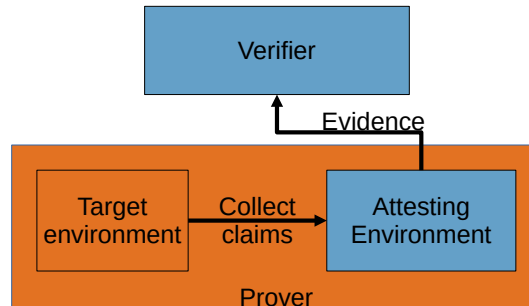 Verifier
Evidence
Target
environment
Collect
claims
Attesting
Environment
Prover